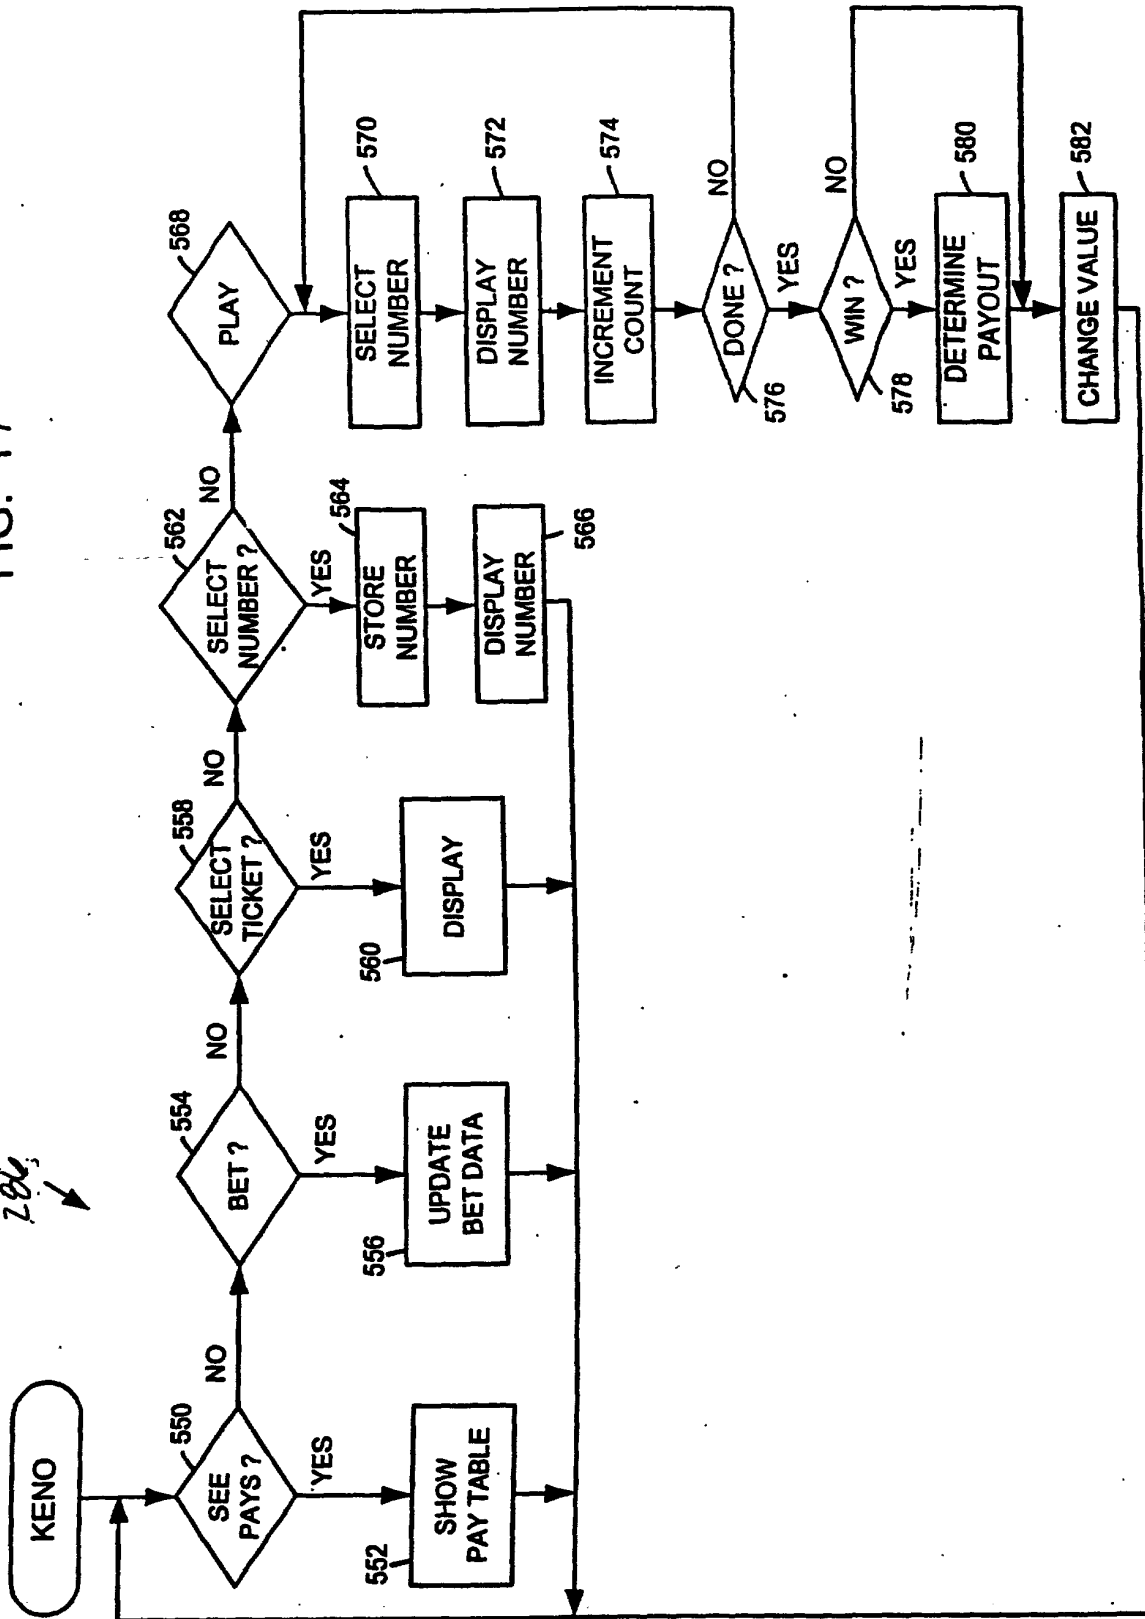 FIG. 17
286
KENO
550
SEE
PAYS ?
NO
YES
552
SHOW
PAY TABLE
554
BET ?
NO
YES
556
UPDATE
BET DATA
558
SELECT
TICKET ?
NO
YES
560
DISPLAY
562
SELECT
NUMBER ?
NO
YES
564
STORE
NUMBER
566
DISPLAY
NUMBER
568
PLAY
570
SELECT
NUMBER
572
DISPLAY
NUMBER
574
INCREMENT
COUNT
576
DONE ?
NO
YES
578
WIN ?
NO
YES
580
DETERMINE
PAYOUT
582
CHANGE VALUE